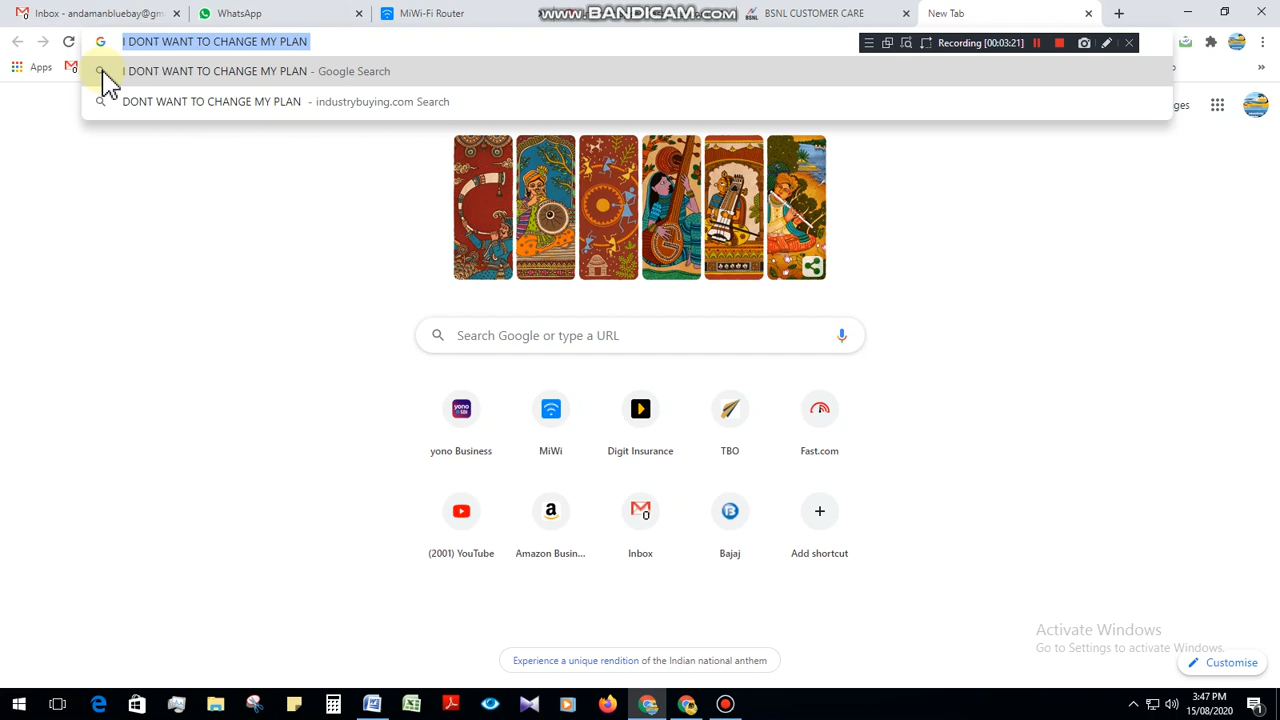 Inbox - andamanbluebay@gm
WhatsApp
MiWi-Fi Router
WWW.BANDICAM.COM
BSNL CUSTOMER CARE
New Tab
I DONT WANT TO CHANGE MY PLAN
Recording [00:03:21]
Apps
I DONT WANT TO CHANGE MY PLAN - Google Search
DONT WANT TO CHANGE MY PLAN - industrybuying.com Search
ges
Search Google or type a URL
yono Business
MiWi
Digit Insurance
TBO
Fast.com
(2001) YouTube
Amazon Busin...
Inbox
Bajaj
Add shortcut
Activate Windows
Go to Settings to activate Windows.
Experience a unique rendition of the Indian national anthem
Customise
3:47 PM
15/08/2020